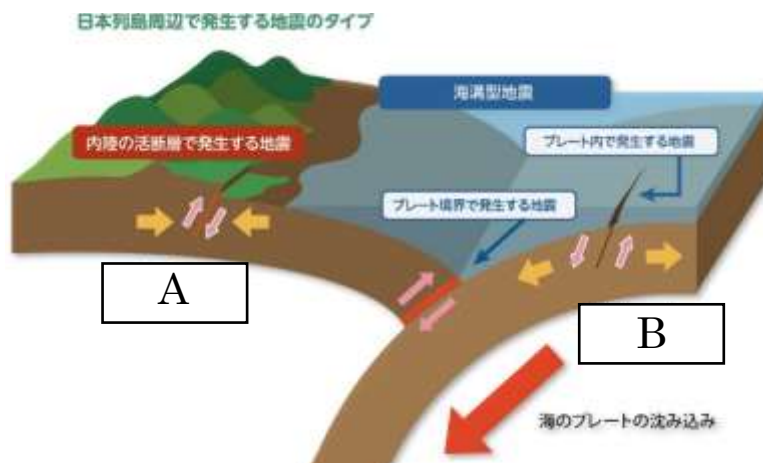 日本列島周辺で発生する地震のタイプ
海溝型地震
内陸の活断層で発生する地震
プレート内で発生する地震
プレート境界で発生する地震
A
B
海のプレートの沈み込み